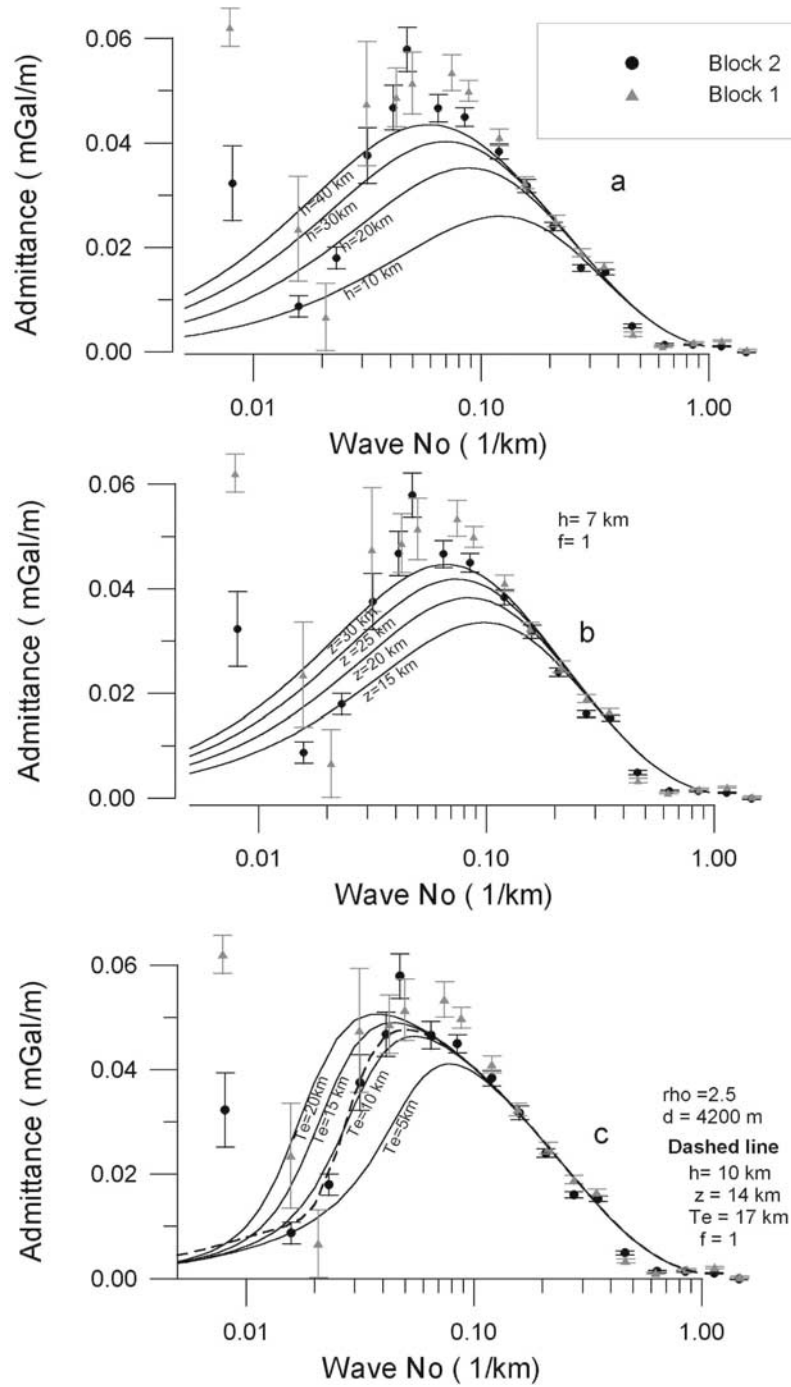 0.06
Block 2
Block 1
0.04
a
h=40 km
h=30km
h=20km
h=10 km
0.02
0.00
Admittance ( mGal/m)
0.01
0.10
1.00
Wave No ( 1/km)
0.06
h= 7 km
f= 1
0.04
b
z=30 km
z =25 km
z=20 km
z=15 km
0.02
0.00
Admittance ( mGal/m)
0.01
0.10
1.00
Wave No ( 1/km)
0.06
0.04
Te=20km
Te=15 km
Te=10 km
Te=5km
c
rho =2.5
d = 4200 m
Dashed line
h= 10 km
z = 14 km
Te = 17 km
f = 1
0.02
0.00
Admittance ( mGal/m)
0.01
0.10
1.00
Wave No ( 1/km)